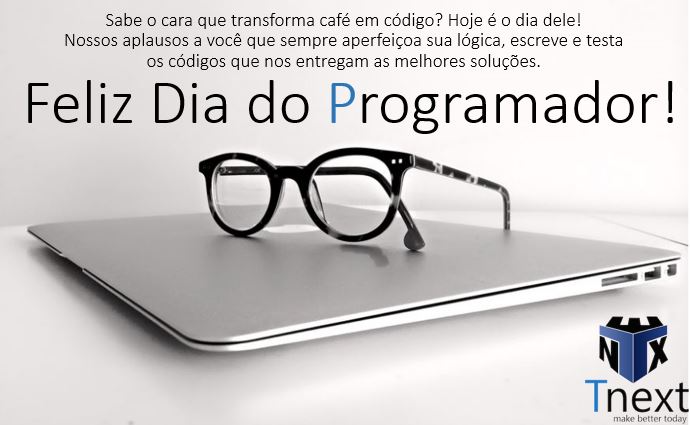 Sabe o cara que transforma café em código? Hoje é o dia dele!
Nossos aplausos a você que sempre aperfeiçoa sua lógica, escreve e testa
os códigos que nos entregam as melhores soluções.
Feliz Dia do Programador!
N T X
Tnext
make better today